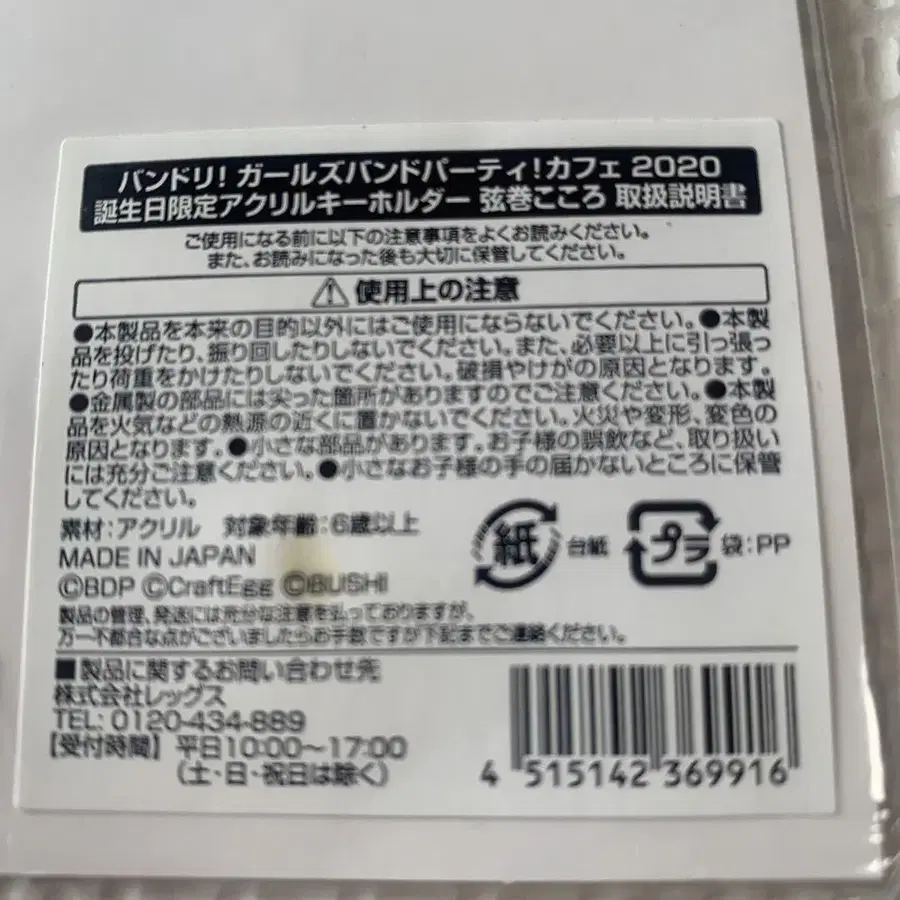 バンドリ！ガールズバンドパーティ！カフェ 2020
誕生日限定アクリルキーホルダー 弦巻こころ 取扱説明書
ご使用になる前に以下の注意事項をよくお読みください。
また、お読みになった後も大切に保管してください。
⚠使用上の注意
●本製品を本来の目的以外にはご使用にならないでください。●本製
品を投げたり、振り回したりしないでください。また、必要以上に引っ張っ
たり荷重をかけたりしないでください。破損やけがの原因となります。
●金属製の部品には尖った箇所がありますのでご注意ください。●本製
品を火気などの熱源の近くに置かないでください。火災や変形、変色の
原因となります。●小さな部品があります。お子様の誤飲など、取り扱い
には充分ご注意ください。●小さなお子様の手の届かないところに保管
してください。
素材：アクリル 対象年齢：6歳以上
MADE IN JAPAN
©BDP ©CraftEgg ©BUSHI
紙 台紙 プラ 袋：PP
製品の管理、発送には充分な注意を払っておりますが、
万一不都合な点がございましたらお手数ですが下記までご連絡ください。
■製品に関するお問い合わせ先
株式会社レッグス
TEL: 0120-434-889
【受付時間】平日10:00〜17:00
（土・日・祝日は除く）
4 515142 369916